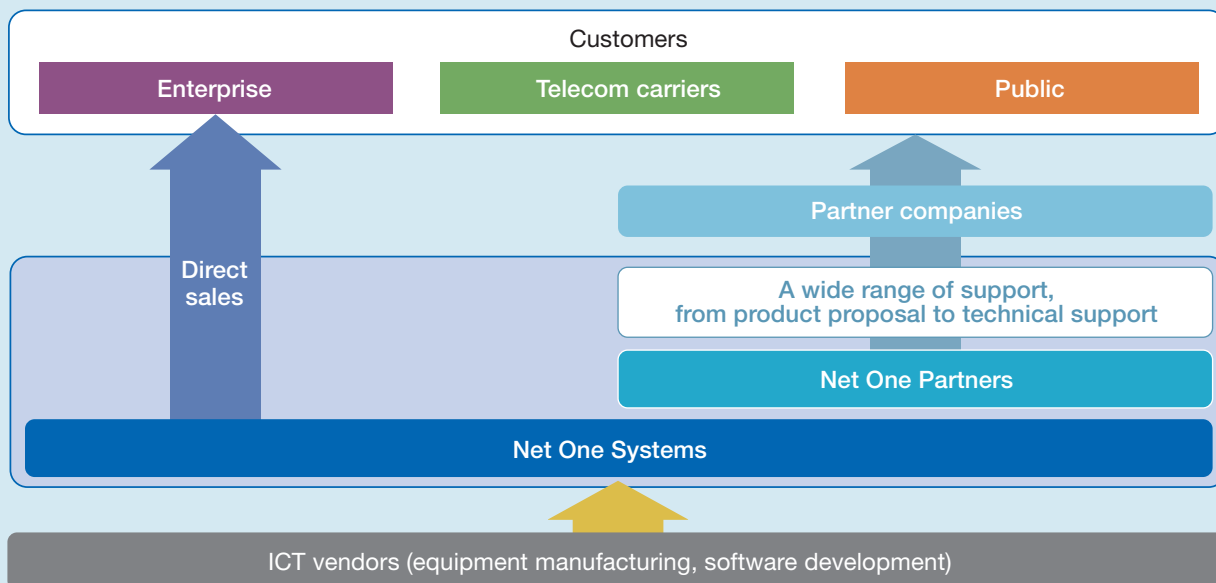 Customers
Enterprise
Telecom carriers
Public
Partner companies
Direct
sales
A wide range of support,
from product proposal to technical support
Net One Partners
Net One Systems
ICT vendors (equipment manufacturing, software development)